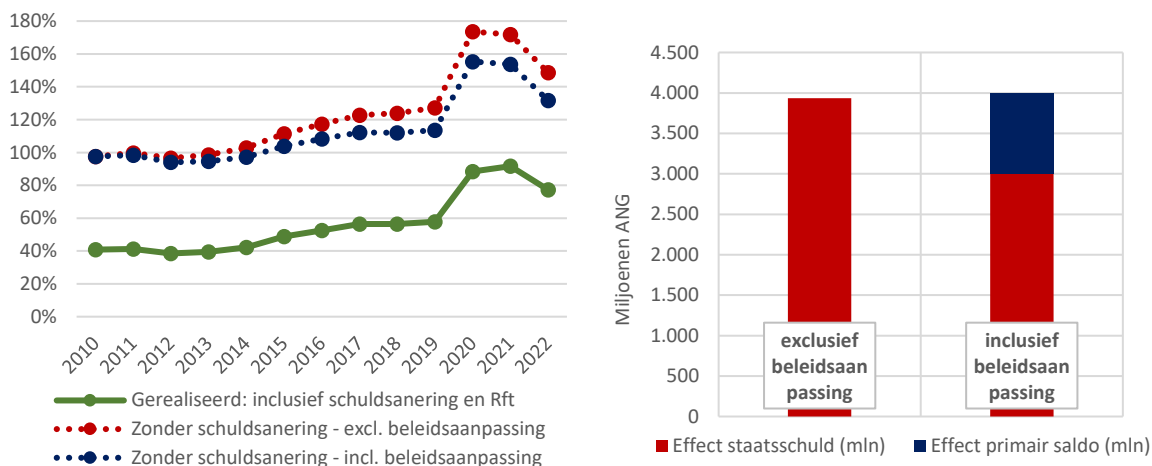 180%
160%
140%
120%
100%
80%
60%
40%
20%
0%
2010 2011 2012 2013 2014 2015 2016 2017 2018 2019 2020 2021 2022
Gerealiseerd: inclusief schuldsanering en Rft
Zonder schuldsanering - excl. beleidsaanpassing
Zonder schuldsanering - incl. beleidsaanpassing
Miljoenen ANG
4.500
4.000
3.500
3.000
2.500
2.000
1.500
1.000
500
0
exclusief
beleidsaan
passing
inclusief
beleidsaan
passing
Effect staatsschuld (mln) Effect primair saldo (mln)